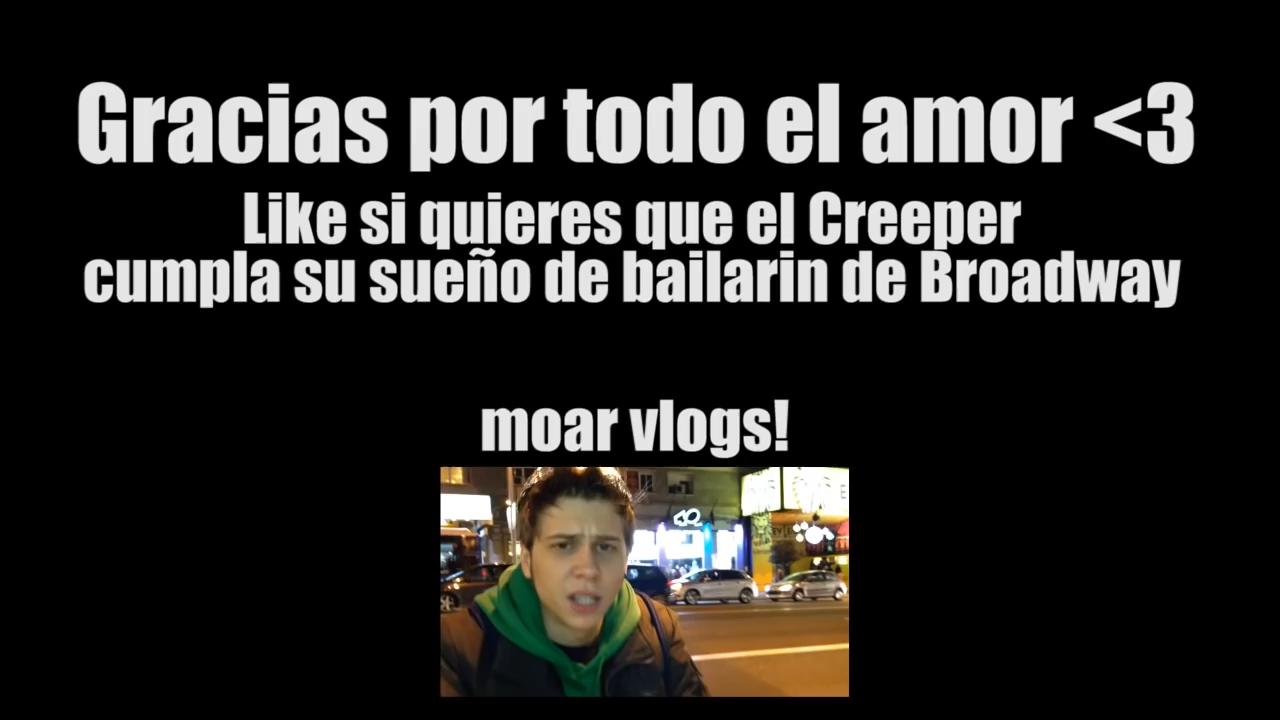 Gracias por todo el amor <3
Like si quieres que el Creeper
cumpla su sueño de bailarin de Broadway
moar vlogs!